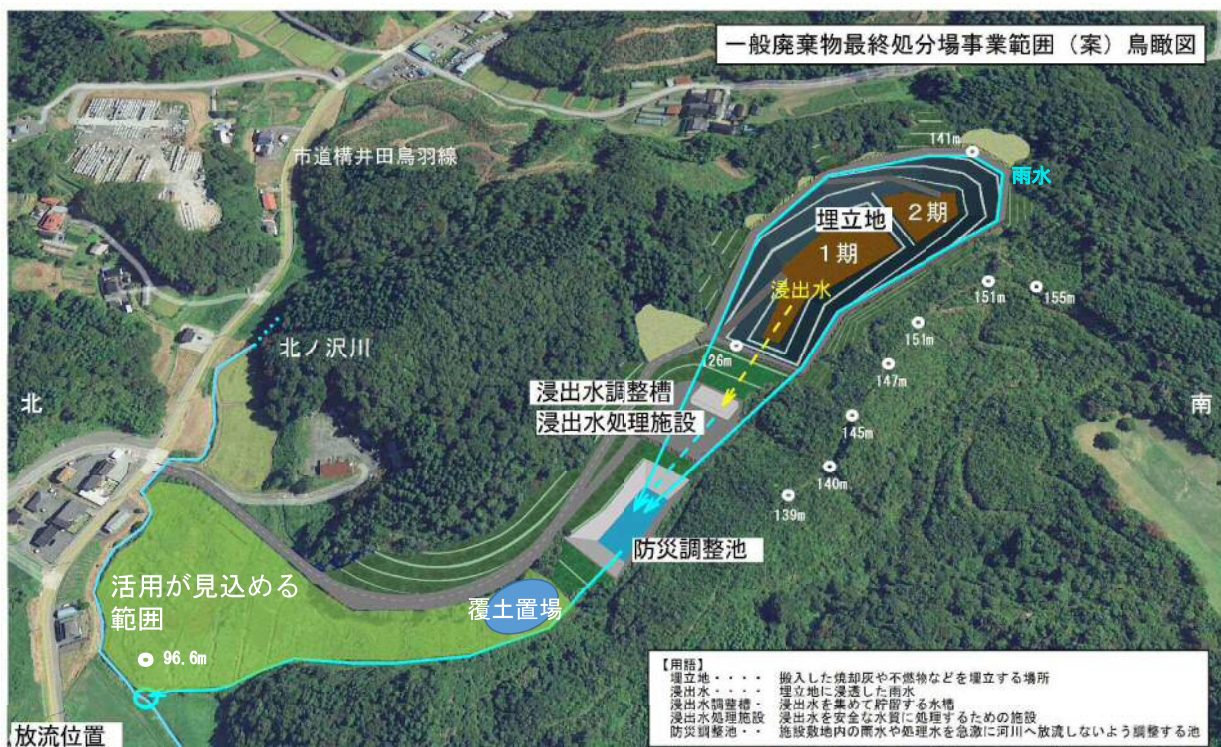 一般廃棄物最終処分場事業範囲（案）鳥瞰図
市道横井田鳥羽線
141m
雨水
埋立地
2期
1期
浸出水
151m
155m
151m
126m
147m
北ノ沢川
浸出水調整槽
浸出水処理施設
北
南
145m
140m
139m
防災調整池
活用が見込める
範囲
覆土置場
96.6m
放流位置
【用語】
埋立地・・・・ 搬入した焼却灰や不燃物などを埋立する場所
浸出水・・・・ 埋立地に浸透した雨水
浸出水調整槽・ 浸出水を集めて貯留する水槽
浸出水処理施設 浸出水を安全な水質に処理するための施設
防災調整池・・ 施設敷地内の雨水や処理水を急激に河川へ放流しないよう調整する池